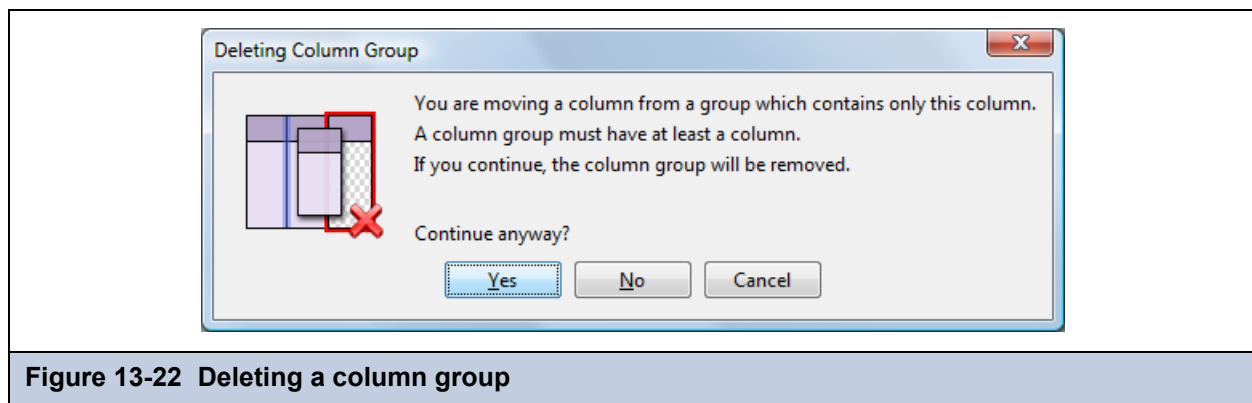 Deleting Column Group
You are moving a column from a group which contains only this column.
A column group must have at least a column.
If you continue, the column group will be removed.
Continue anyway?
Yes No Cancel
Figure 13-22 Deleting a column group